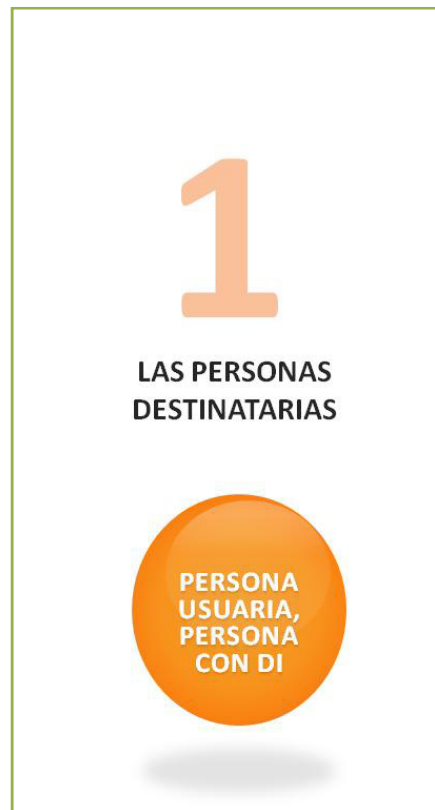 1
LAS PERSONAS
DESTINATARIAS
PERSONA
USUARIA,
PERSONA
CON DI